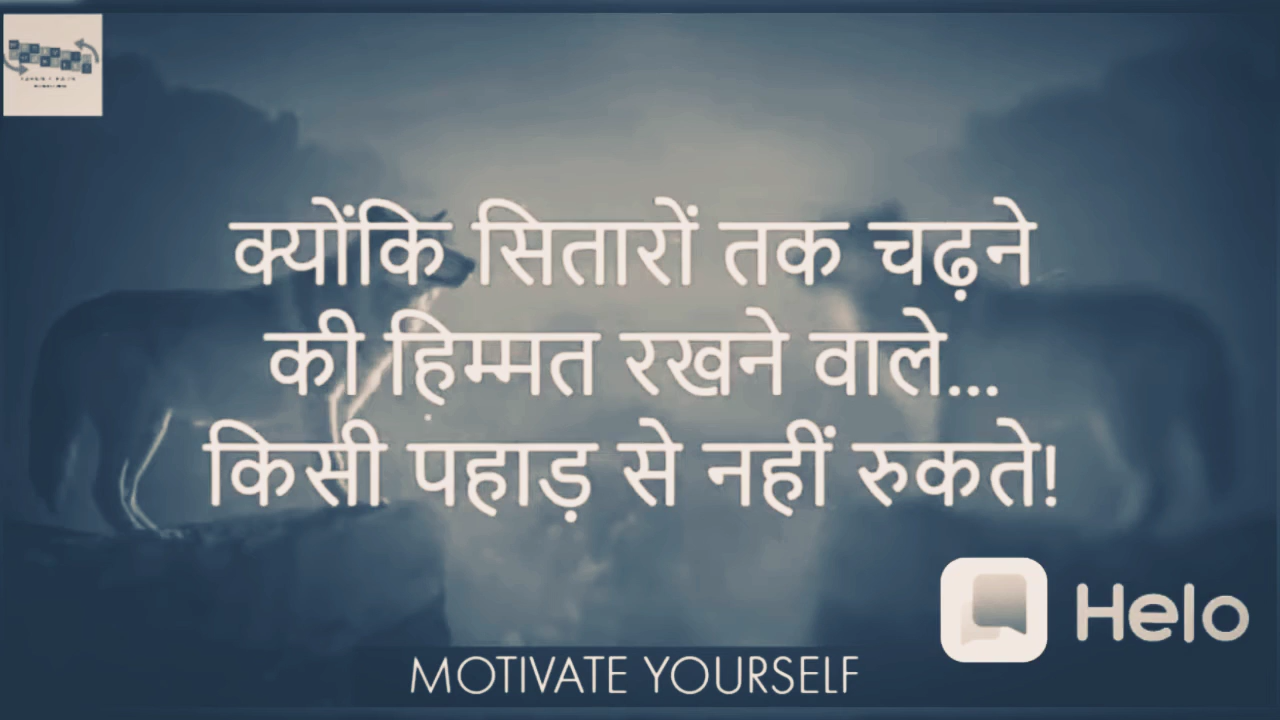 क्योंकि सितारों तक चढ़ने
की हिम्मत रखने वाले...
किसी पहाड़ से नहीं रुकते!
Helo
MOTIVATE YOURSELF